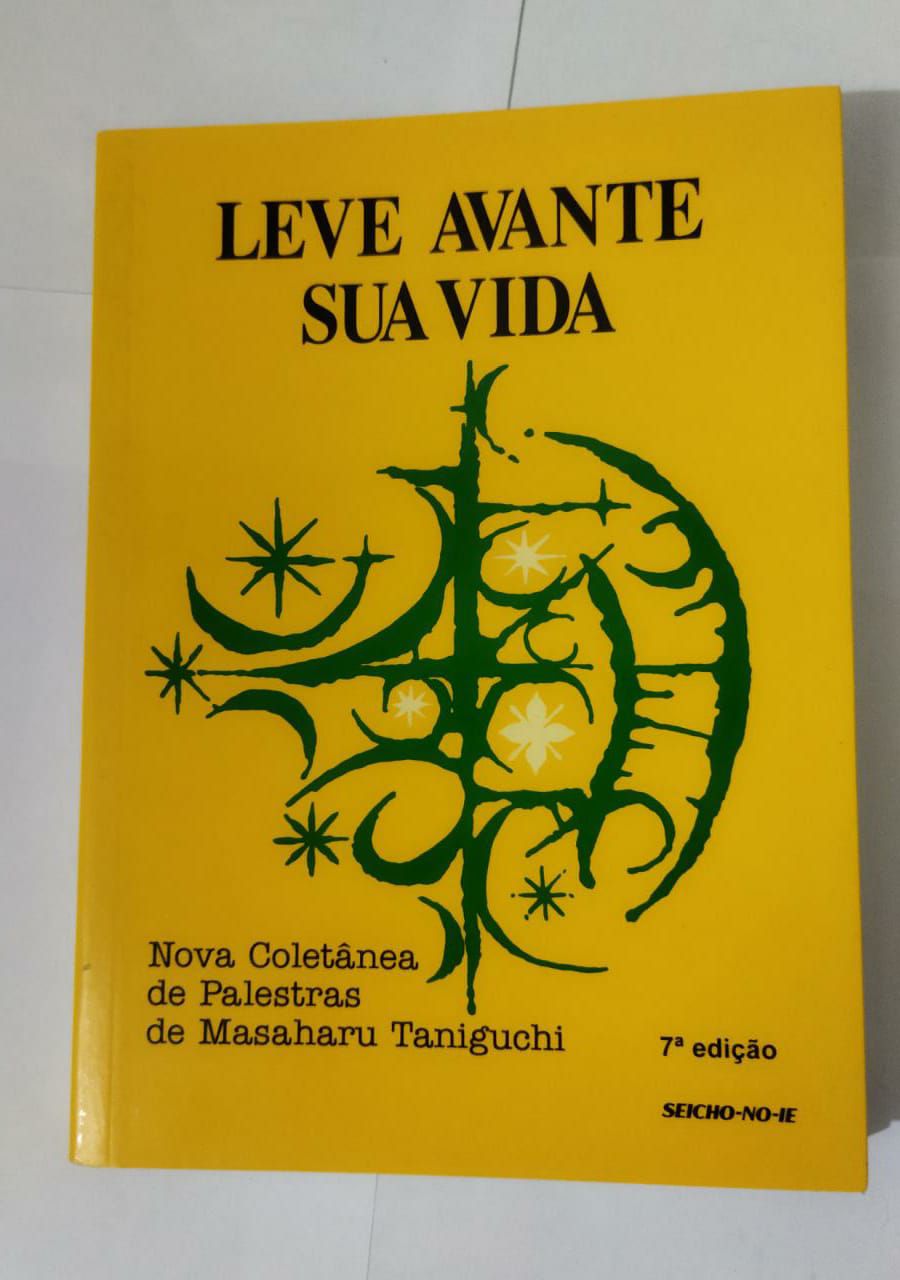 LEVE AVANTE
SUA VIDA
Nova Coletânea
de Palestras
de Masaharu Taniguchi
7ª edição
SEICHO-NO-IE